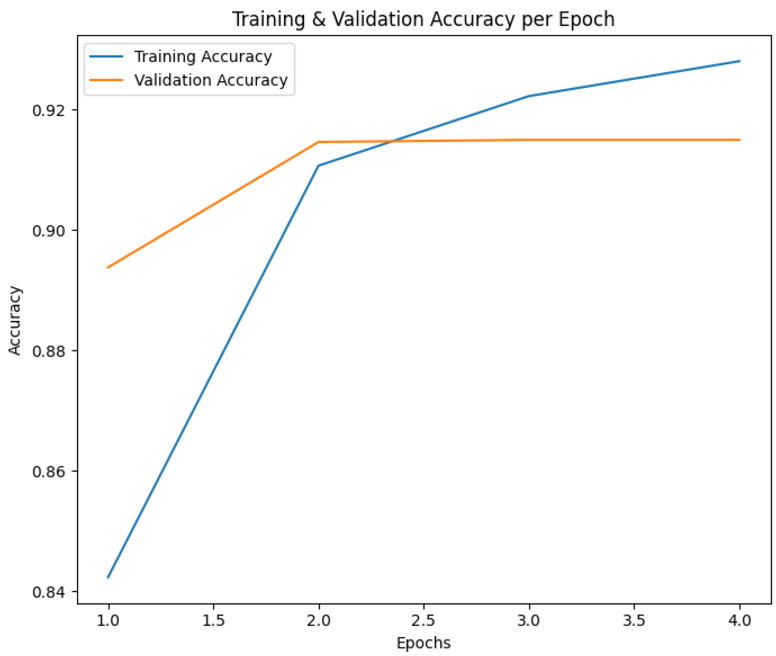 Training & Validation Accuracy per Epoch
Training Accuracy
Validation Accuracy
0.92
0.90
0.88
0.86
0.84
Accuracy
1.0 1.5 2.0 2.5 3.0 3.5 4.0
Epochs